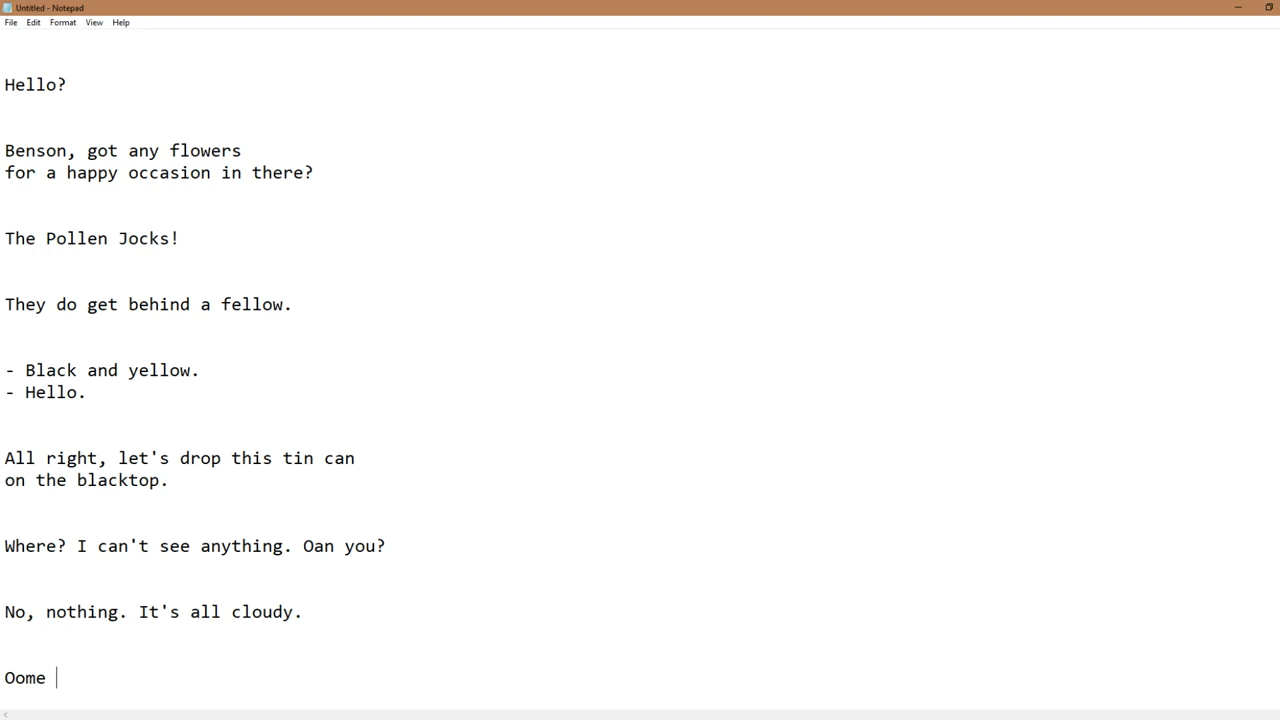 Untitled - Notepad
File Edit Format View Help
Hello?
Benson, got any flowers
for a happy occasion in there?
The Pollen Jocks!
They do get behind a fellow.
- Black and yellow.
- Hello.
All right, let's drop this tin can
on the blacktop.
Where? I can't see anything. Oan you?
No, nothing. It's all cloudy.
Oome